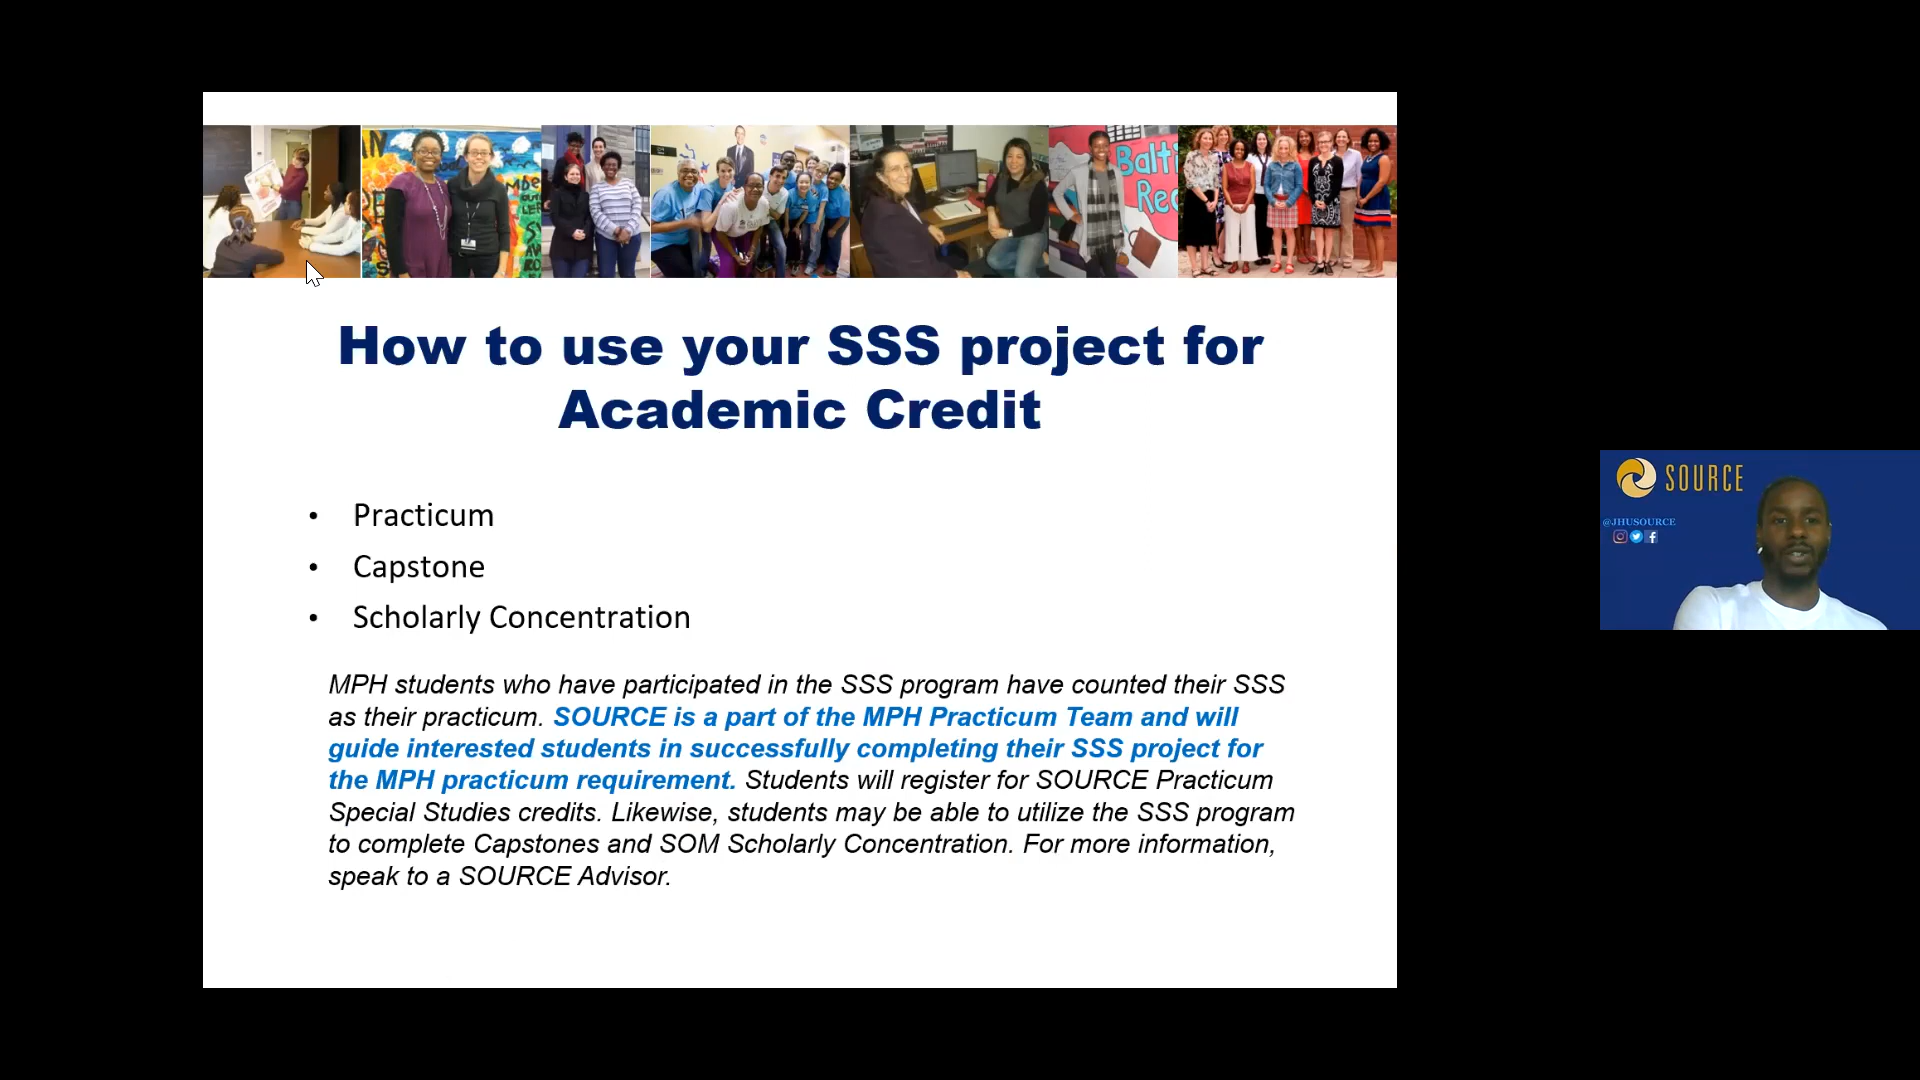 Balti
Rec
How to use your SSS project for
Academic Credit
• Practicum
• Capstone
• Scholarly Concentration
MPH students who have participated in the SSS program have counted their SSS
as their practicum. SOURCE is a part of the MPH Practicum Team and will
guide interested students in successfully completing their SSS project for
the MPH practicum requirement. Students will register for SOURCE Practicum
Special Studies credits. Likewise, students may be able to utilize the SSS program
to complete Capstones and SOM Scholarly Concentration. For more information,
speak to a SOURCE Advisor.
SOURCE
@JHUSOURCE